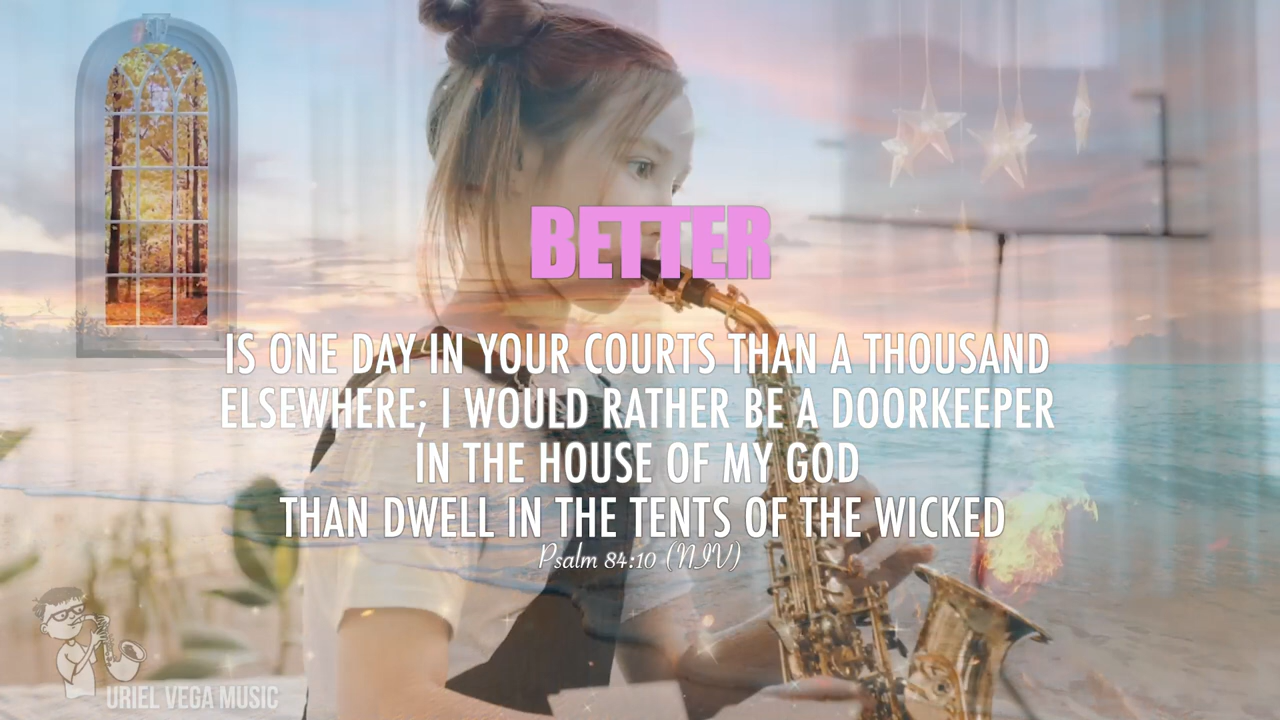 BETTER
IS ONE DAY IN YOUR COURTS THAN A THOUSAND
ELSEWHERE; I WOULD RATHER BE A DOORKEEPER
IN THE HOUSE OF MY GOD
THAN DWELL IN THE TENTS OF THE WICKED
Psalm 84:10 (NIV)
URIEL VEGA MUSIC